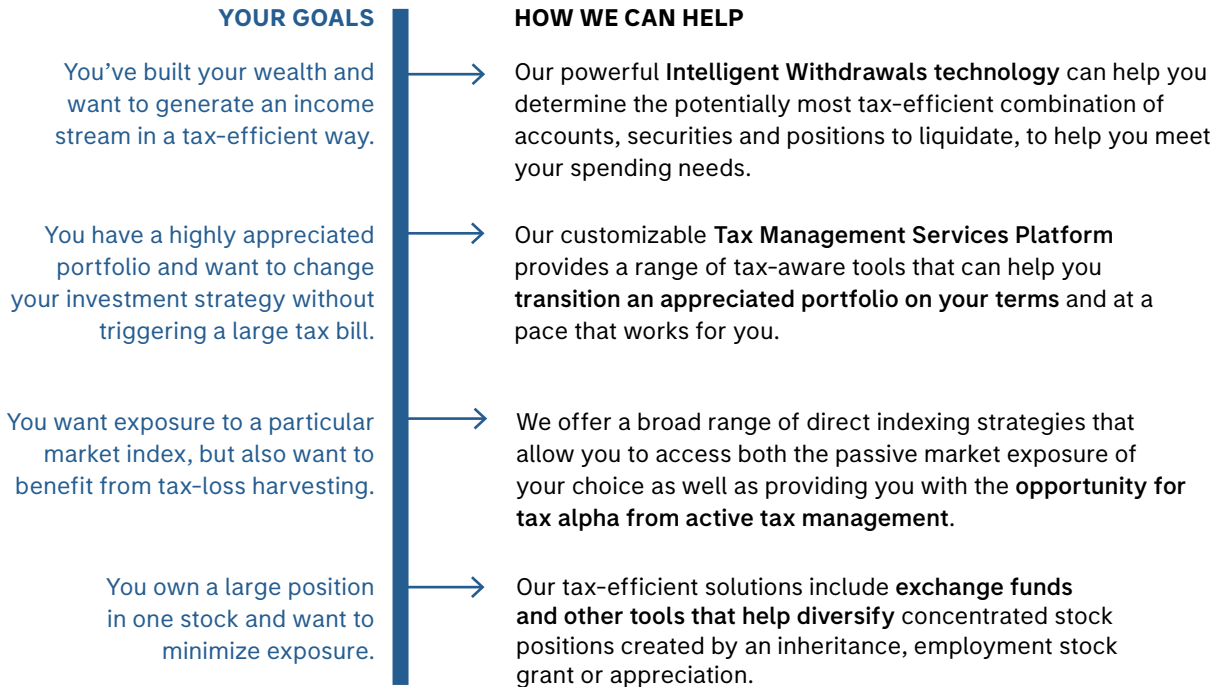 YOUR GOALS
HOW WE CAN HELP
You’ve built your wealth and
want to generate an income
stream in a tax-efficient way.
Our powerful Intelligent Withdrawals technology can help you
determine the potentially most tax-efficient combination of
accounts, securities and positions to liquidate, to help you meet
your spending needs.
You have a highly appreciated
portfolio and want to change
your investment strategy without
triggering a large tax bill.
Our customizable Tax Management Services Platform
provides a range of tax-aware tools that can help you
transition an appreciated portfolio on your terms and at a
pace that works for you.
You want exposure to a particular
market index, but also want to
benefit from tax-loss harvesting.
We offer a broad range of direct indexing strategies that
allow you to access both the passive market exposure of
your choice as well as providing you with the opportunity for
tax alpha from active tax management.
You own a large position
in one stock and want to
minimize exposure.
Our tax-efficient solutions include exchange funds
and other tools that help diversify concentrated stock
positions created by an inheritance, employment stock
grant or appreciation.